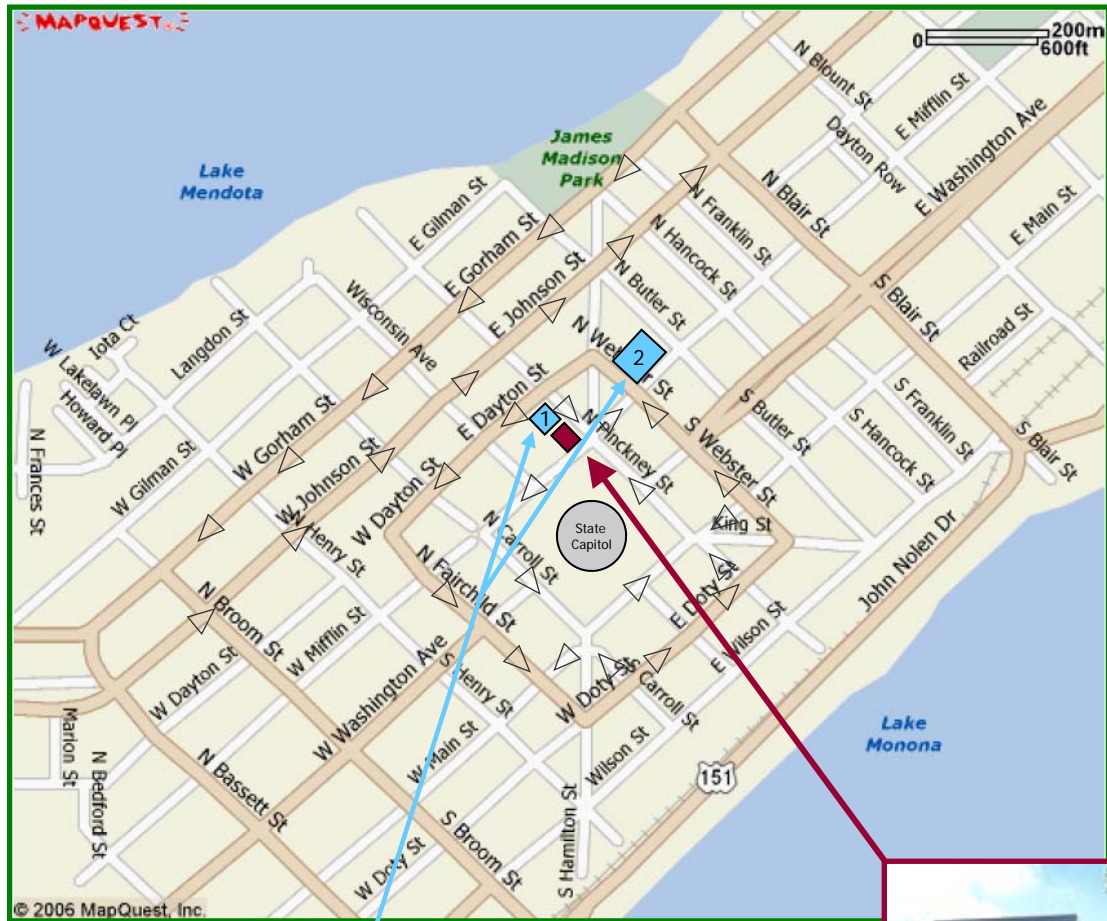 MAPQUEST
0
200m
600ft
N Blount St
E Mifflin St
Dayton Row
E Washington Ave
James
Madison
Park
Lake
Mendota
E Gilman St
N Franklin St
N Blair St
E Main St
N Hancock St
E Gorham St
E Johnson St
N Butler St
Wisconsin Ave
S Blair St
Railroad St
Iota Ct
Langdon St
W Lakelawn Pl
Howard Pl
2
E Dayton St
1
N Pinckney St
S Butler St
S Franklin St
S Hancock St
S Blair St
N Frances St
W Gorham St
W Gilman St
W Johnson St
W Dayton St
S Webster St
W Henry St
N Carroll St
State
Capitol
King St
John Nolen Dr
N Fairchild St
E Doty St
N Broom St
W Mifflin St
E Wilson St
W Dayton St
W Washington Ave
S Henry St
W Doty St
S Carroll St
Lake
Monona
Marion St
N Bedford St
N Bassett St
W Main St
Wilson St
151
S Hamilton St
S Broom St
W Doty St
© 2006 MapQuest, Inc.